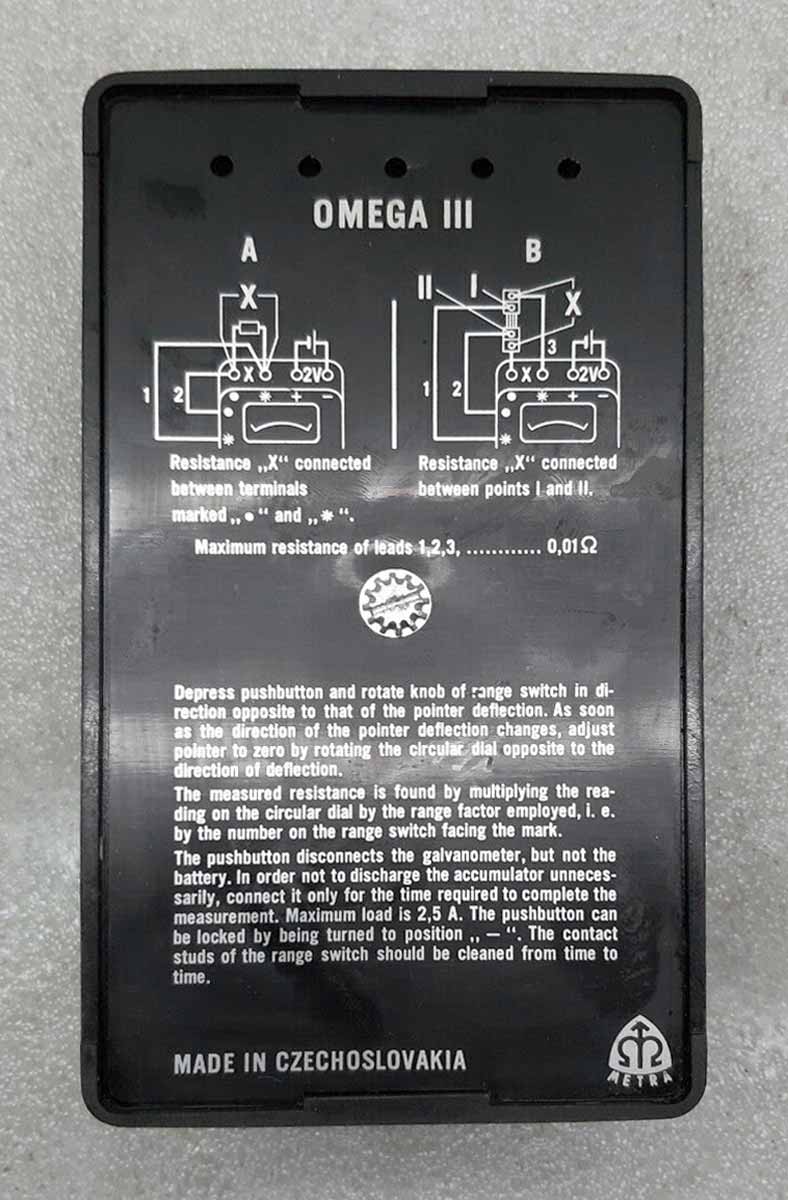 OMEGA III
A
B
X
1
2
X
2V
• * + −
•
*
II
I
X
3
1
2
X
2V
• * + −
•
*
Resistance „X“ connected
between terminals
marked „ • “ and „ * “.
Resistance „X“ connected
between points I and II.
Maximum resistance of leads 1,2,3, ............ 0,01Ω
Depress pushbutton and rotate knob of range switch in di-
rection opposite to that of the pointer deflection. As soon
as the direction of the pointer deflection changes, adjust
pointer to zero by rotating the circular dial opposite to the
direction of deflection.
The measured resistance is found by multiplying the rea-
ding on the circular dial by the range factor employed, i. e.
by the number on the range switch facing the mark.
The pushbutton disconnects the galvanometer, but not the
battery. In order not to discharge the accumulator unneces-
sarily, connect it only for the time required to complete the
measurement. Maximum load is 2,5 A. The pushbutton can
be locked by being turned to position „ — “. The contact
studs of the range switch should be cleaned from time to
time.
MADE IN CZECHOSLOVAKIA
METRA